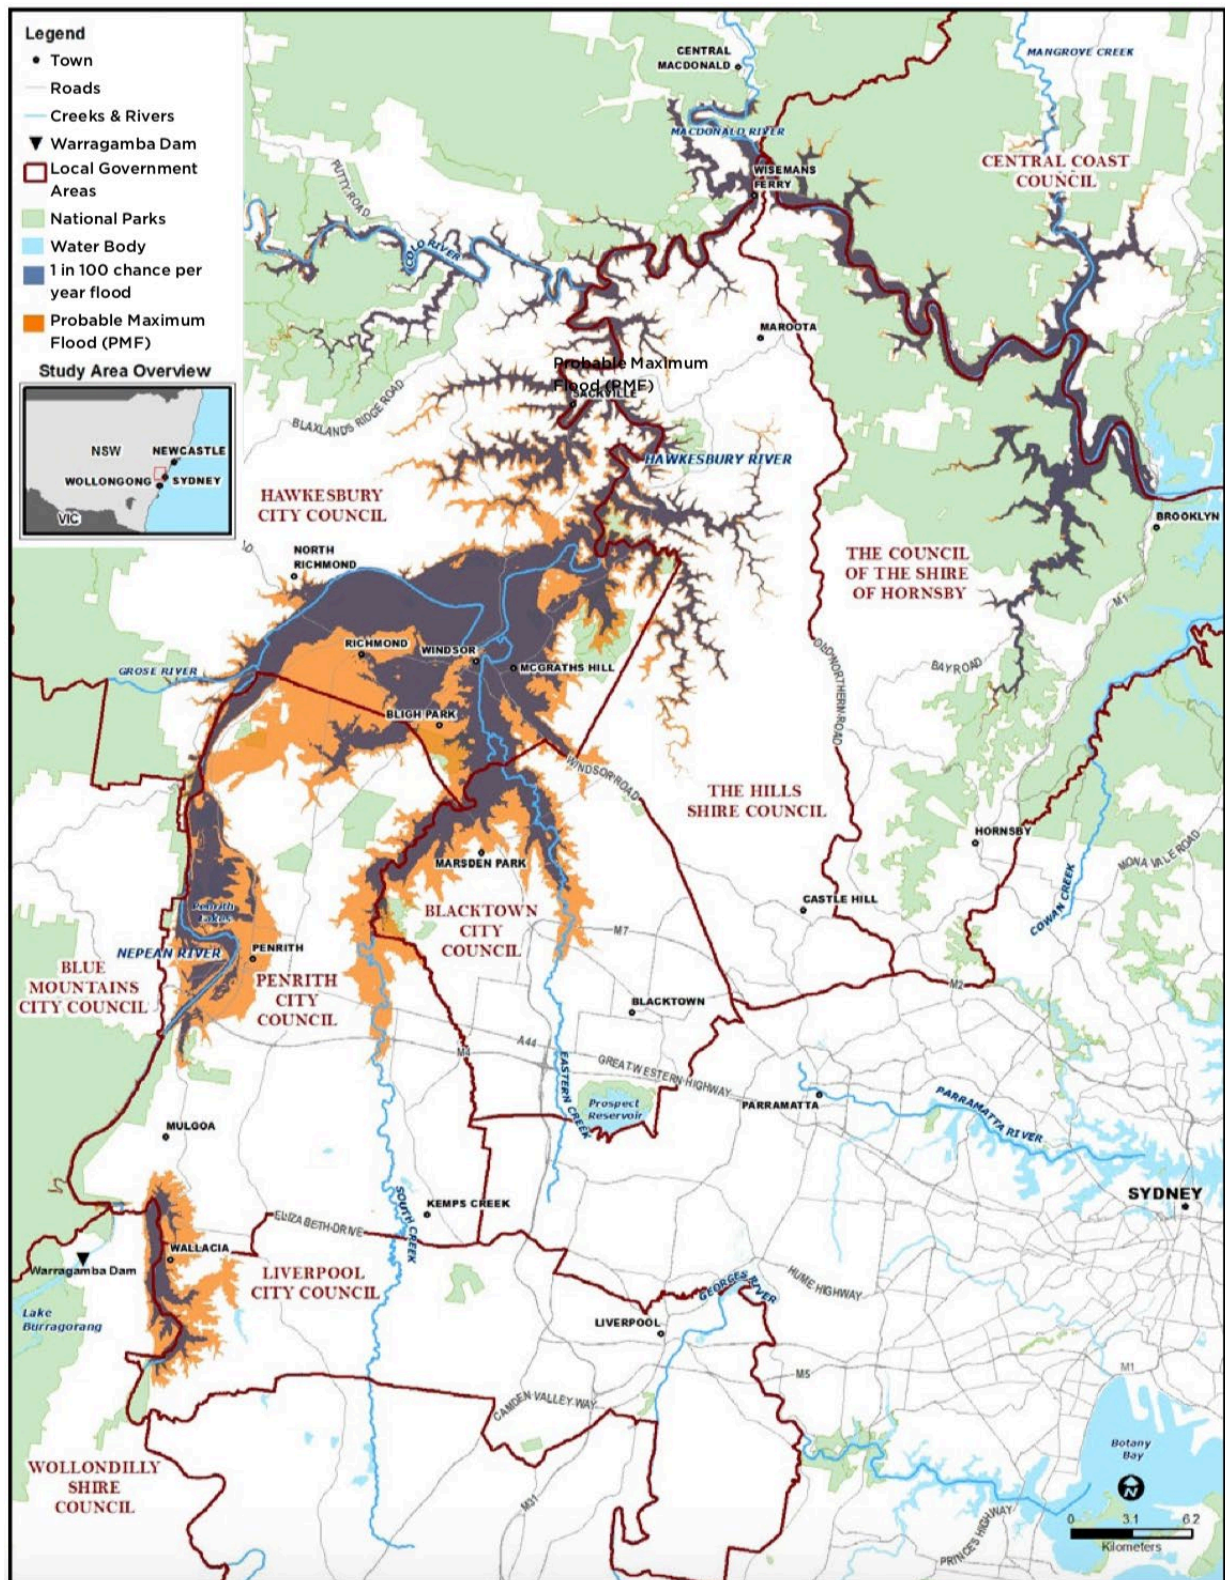 Legend
Town
Roads
Creeks & Rivers
Warragamba Dam
Local Government
Areas
National Parks
Water Body
1 in 100 chance per
year flood
Probable Maximum
Flood (PMF)
Study Area Overview
NSW
NEWCASTLE
WOLLONGONG
SYDNEY
VIC
CENTRAL
MACDONALD
MANGROVE CREEK
MACDONALD RIVER
WISEMANS
FERRY
CENTRAL COAST
COUNCIL
PUTTY ROAD
COLO RIVER
MAROOTA
Probable Maximum
Flood (PMF)
SACKVILLE
BLAXLANDS RIDGE ROAD
HAWKESBURY RIVER
HAWKESBURY
CITY COUNCIL
BROOKLYN
NORTH
RICHMOND
THE COUNCIL
OF THE SHIRE
OF HORNSBY
M1
RICHMOND
WINDSOR
MCGRATHS HILL
GROSE RIVER
BAY ROAD
OLD NORTHERN ROAD
BLIGH PARK
WINDSOR ROAD
THE HILLS
SHIRE COUNCIL
HORNSBY
MONA VALE ROAD
MARSDEN PARK
CASTLE HILL
COWAN CREEK
Penrith
Lakes
BLACKTOWN
CITY
COUNCIL
M7
NEPEAN RIVER
PENRITH
BLUE
MOUNTAINS
CITY COUNCIL
PENRITH
CITY
COUNCIL
M2
BLACKTOWN
A44
M4
GREAT WESTERN HIGHWAY
EASTERN CREEK
Prospect
Reservoir
PARRAMATTA
PARRAMATTA RIVER
MULGOA
SYDNEY
KEMPS CREEK
SOUTH CREEK
ELIZABETH DRIVE
WALLACIA
Warragamba Dam
LIVERPOOL
CITY COUNCIL
HUME HIGHWAY
GEORGES RIVER
Lake
Burragorang
LIVERPOOL
M5
M1
CAMDEN VALLEY WAY
Botany
Bay
WOLLONDILLY
SHIRE
COUNCIL
M31
PRINCES HIGHWAY
N
0 3.1 6.2
Kilometers